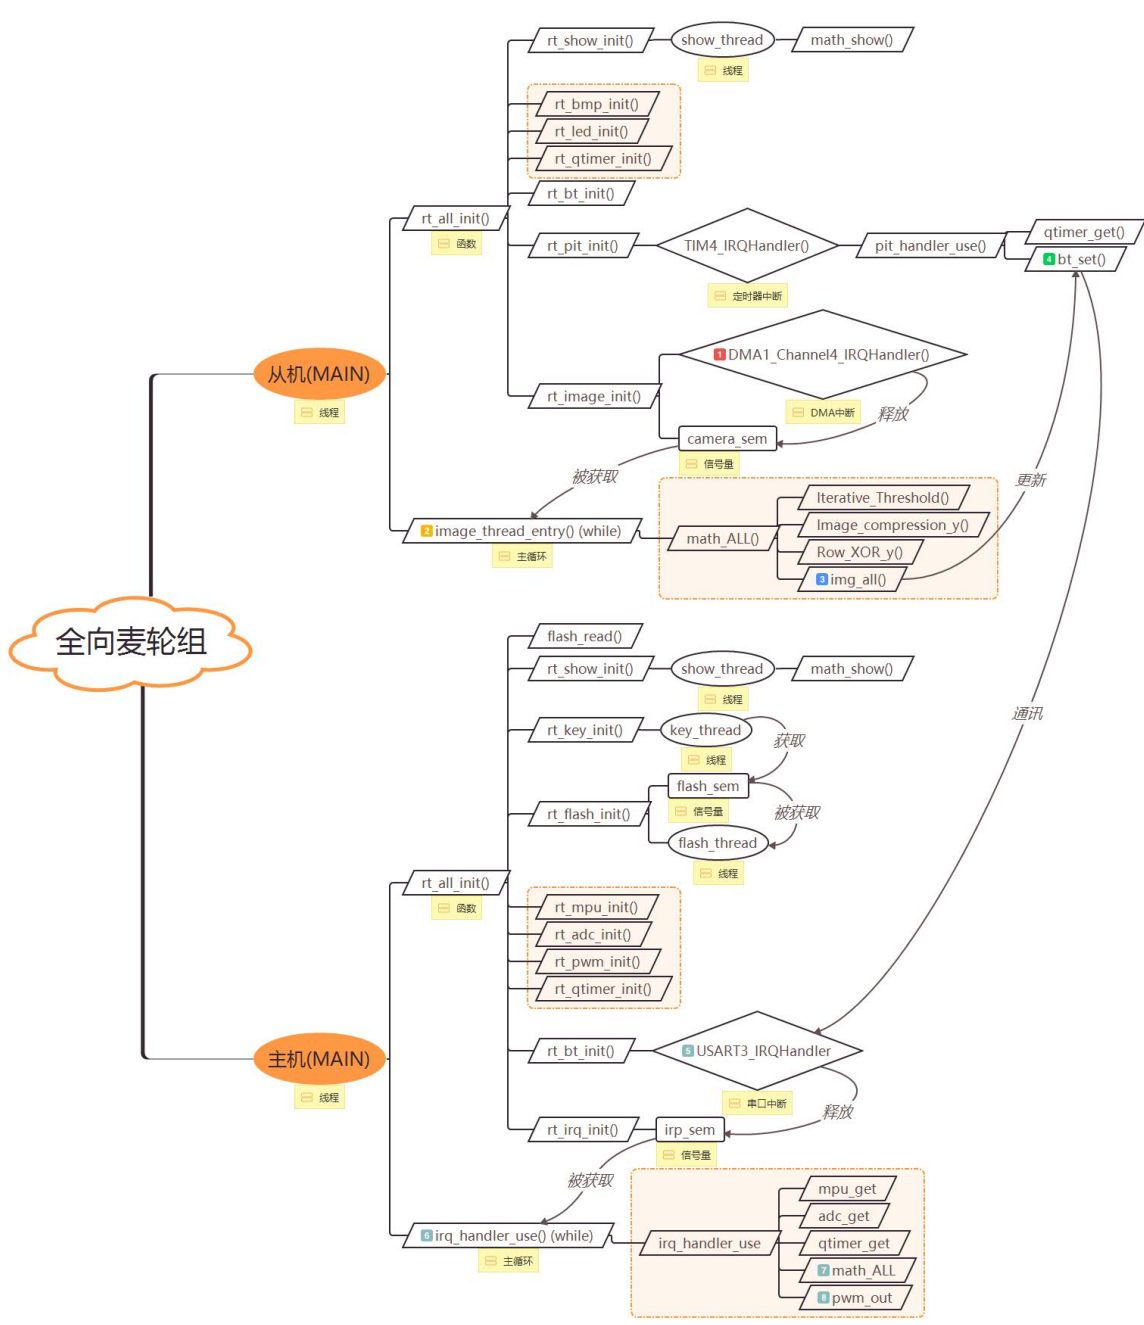 rt_show_init()
show_thread
math_show()
线程
rt_bmp_init()
rt_led_init()
rt_qtimer_init()
rt_bt_init()
rt_all_init()
函数
rt_pit_init()
TIM4_IRQHandler()
定时器中断
pit_handler_use()
qtimer_get()
4 bt_set()
从机(MAIN)
线程
rt_image_init()
1 DMA1_Channel4_IRQHandler()
DMA中断
释放
camera_sem
信号量
被获取
更新
2 image_thread_entry() (while)
主循环
math_ALL()
Iterative_Threshold()
Image_compression_y()
Row_XOR_y()
3 img_all()
全向麦轮组
flash_read()
rt_show_init()
show_thread
math_show()
线程
通讯
rt_key_init()
key_thread
线程
获取
rt_flash_init()
flash_sem
信号量
被获取
flash_thread
线程
rt_all_init()
函数
rt_mpu_init()
rt_adc_init()
rt_pwm_init()
rt_qtimer_init()
主机(MAIN)
线程
rt_bt_init()
5 USART3_IRQHandler
串口中断
释放
rt_irq_init()
irp_sem
信号量
被获取
6 irq_handler_use() (while)
主循环
irq_handler_use
mpu_get
adc_get
qtimer_get
7 math_ALL
8 pwm_out